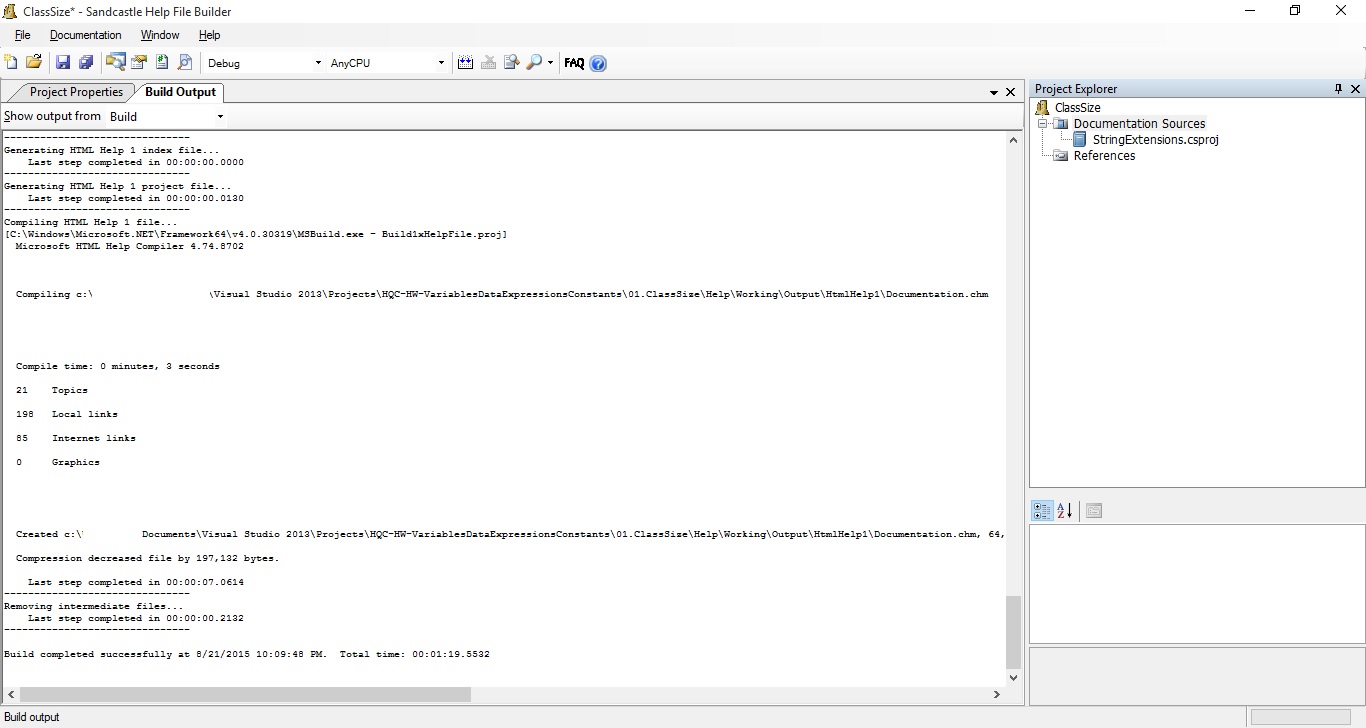 ClassSize* - Sandcastle Help File Builder
File Documentation Window Help
Debug AnyCPU FAQ ?
Project Properties Build Output
Show output from Build
-------------------------------
Generating HTML Help 1 index file...
Last step completed in 00:00:00.0000
-------------------------------
Generating HTML Help 1 project file...
Last step completed in 00:00:00.0130
-------------------------------
Compiling HTML Help 1 file...
[C:\Windows\Microsoft.NET\Framework64\v4.0.30319\MSBuild.exe - Build1xHelpFile.proj]
Microsoft HTML Help Compiler 4.74.8702
Compiling c:\ \Visual Studio 2013\Projects\HQC-HW-VariablesDataExpressionsConstants\01.ClassSize\Help\Working\Output\HtmlHelp1\Documentation.chm
Compile time: 0 minutes, 3 seconds
21 Topics
198 Local links
85 Internet links
0 Graphics
Created c:\ Documents\Visual Studio 2013\Projects\HQC-HW-VariablesDataExpressionsConstants\01.ClassSize\Help\Working\Output\HtmlHelp1\Documentation.chm, 64,
Compression decreased file by 197,132 bytes.
Last step completed in 00:00:07.0614
-------------------------------
Removing intermediate files...
Last step completed in 00:00:00.2132
-------------------------------
Build completed successfully at 8/21/2015 10:09:48 PM. Total time: 00:01:19.5532
Project Explorer
ClassSize
Documentation Sources
StringExtensions.csproj
References
A
Z
Build output